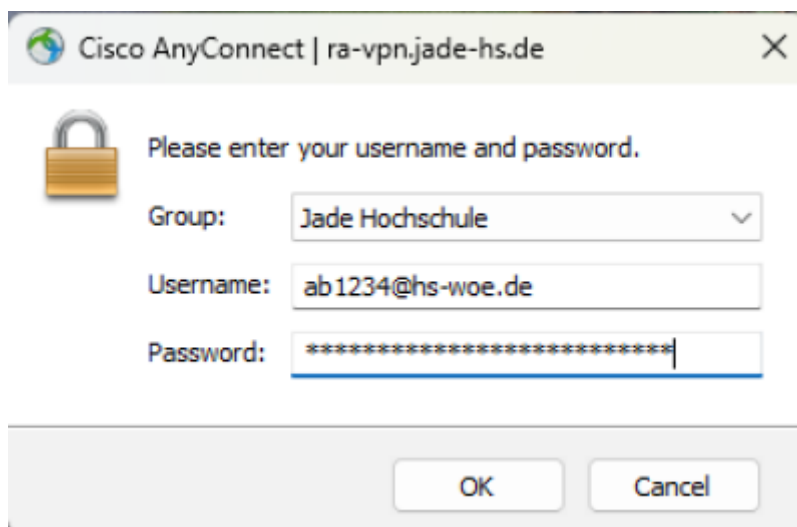 Cisco AnyConnect | ra-vpn.jade-hs.de
Please enter your username and password.
Group: Jade Hochschule
Username: ab1234@hs-woe.de
Password: **************************
OK Cancel